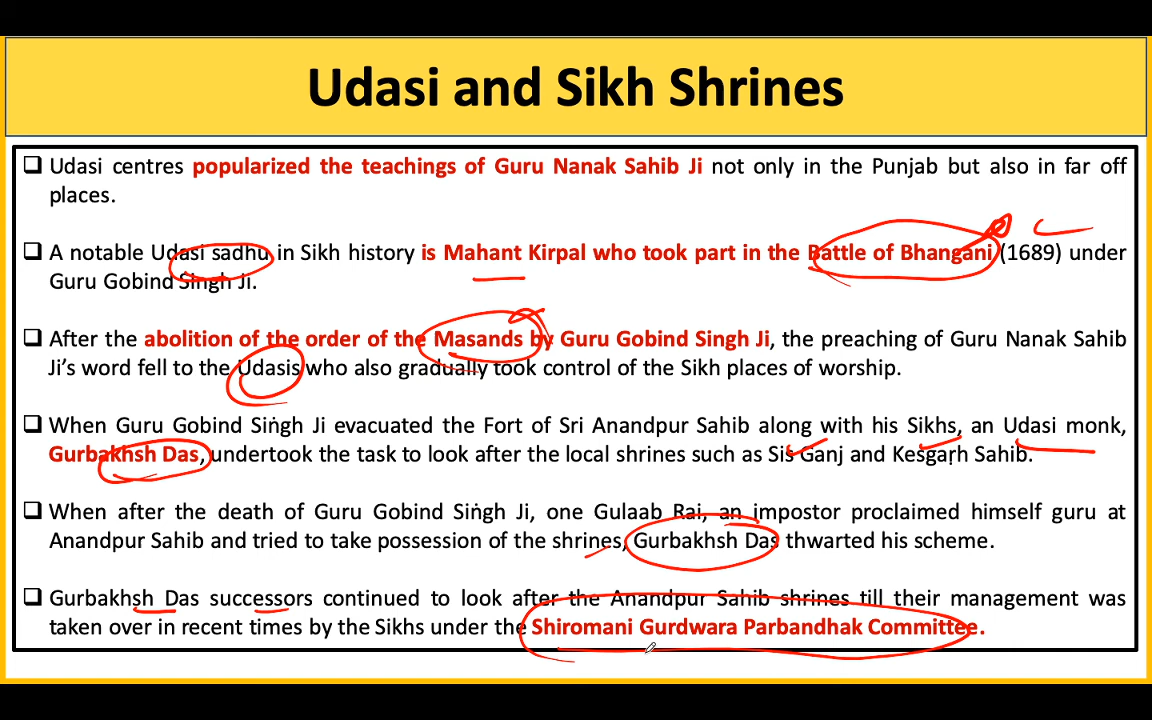 Udasi and Sikh Shrines
❑ Udasi centres popularized the teachings of Guru Nanak Sahib Ji not only in the Punjab but also in far off
places.
❑ A notable Udasi sadhu in Sikh history is Mahant Kirpal who took part in the Battle of Bhangani (1689) under
Guru Gobind Singh Ji.
❑ After the abolition of the order of the Masands by Guru Gobind Singh Ji, the preaching of Guru Nanak Sahib
Ji’s word fell to the Udasis who also gradually took control of the Sikh places of worship.
❑ When Guru Gobind Siṅgh Ji evacuated the Fort of Sri Anandpur Sahib along with his Sikhs, an Udasi monk,
Gurbakhsh Das, undertook the task to look after the local shrines such as Sis Ganj and Kesgaṛh Sahib.
❑ When after the death of Guru Gobind Siṅgh Ji, one Gulaab Rai, an impostor proclaimed himself guru at
Anandpur Sahib and tried to take possession of the shrines, Gurbakhsh Das thwarted his scheme.
❑ Gurbakhsh Das successors continued to look after the Anandpur Sahib shrines till their management was
taken over in recent times by the Sikhs under the Shiromani Gurdwara Parbandhak Committee.